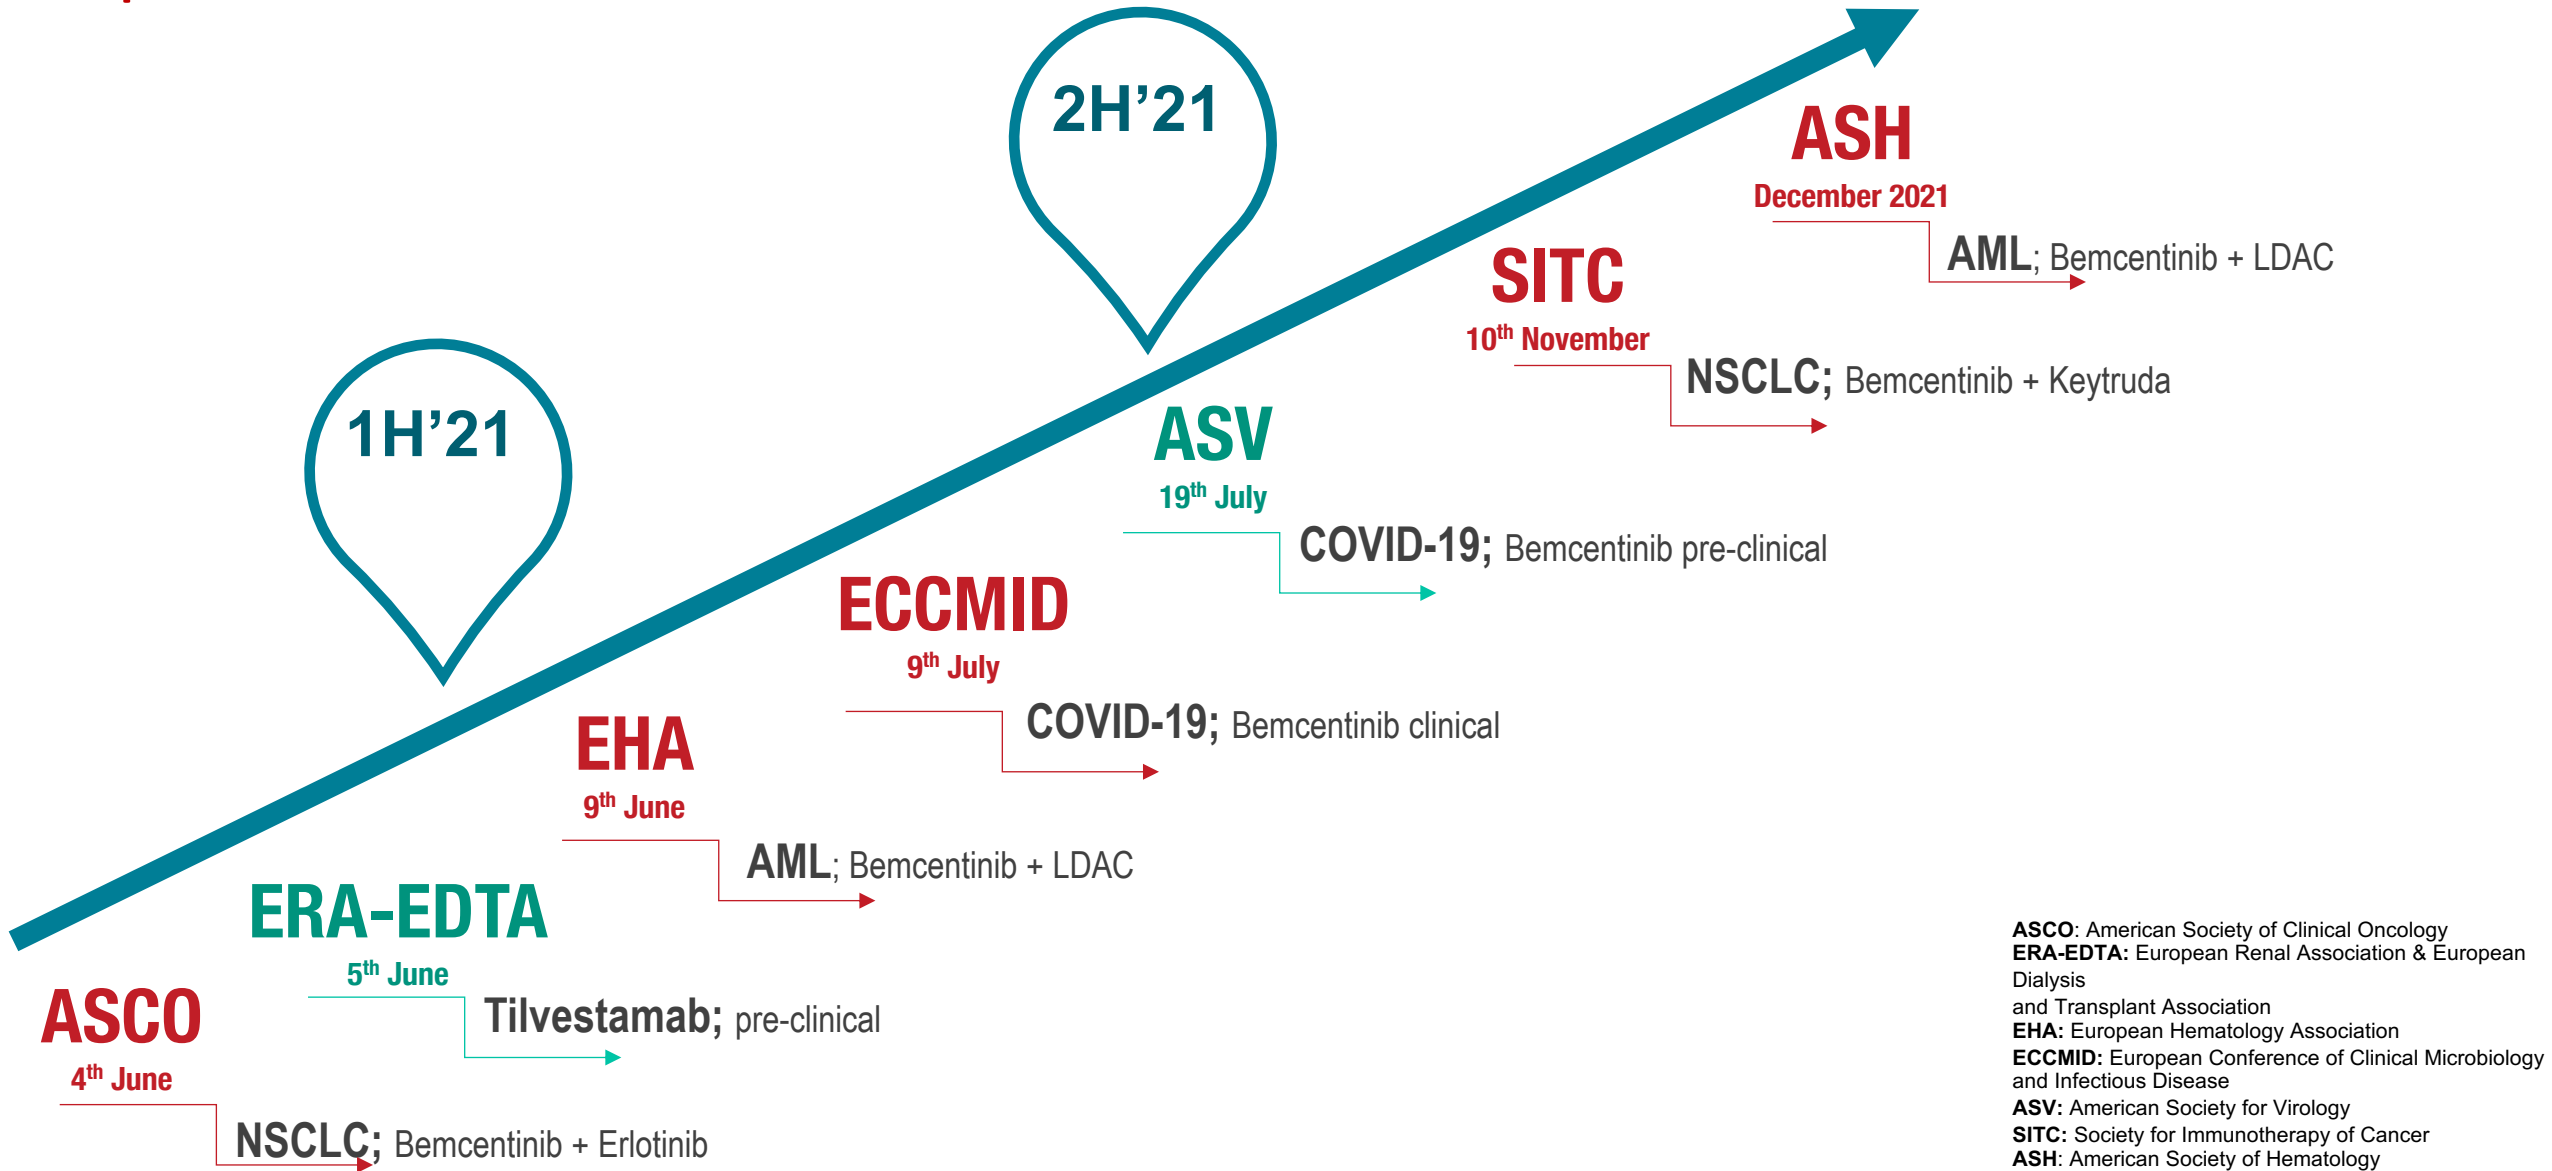 2H'21
1H'21
ASH
December 2021
AML; Bemcentinib + LDAC
SITC
10th November
NSCLC; Bemcentinib + Keytruda
ASV
19th July
COVID-19; Bemcentinib pre-clinical
ECCMID
9th July
COVID-19; Bemcentinib clinical
EHA
9th June
AML; Bemcentinib + LDAC
ERA-EDTA
5th June
Tilvestamab; pre-clinical
ASCO
4th June
NSCLC; Bemcentinib + Erlotinib
ASCO: American Society of Clinical Oncology
ERA-EDTA: European Renal Association & European
Dialysis
and Transplant Association
EHA: European Hematology Association
ECCMID: European Conference of Clinical Microbiology
and Infectious Disease
ASV: American Society for Virology
SITC: Society for Immunotherapy of Cancer
ASH: American Society of Hematology